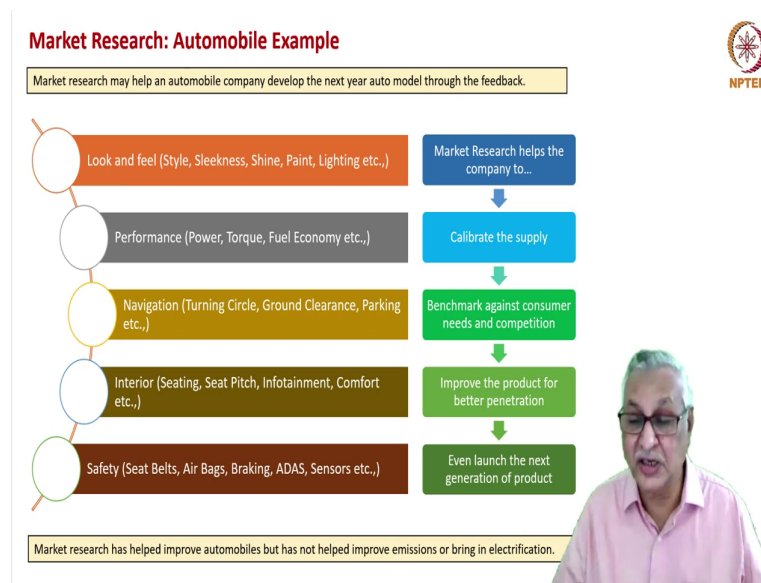 Market Research: Automobile Example
NPTEL
Market research may help an automobile company develop the next year auto model through the feedback.
Look and feel (Style, Sleekness, Shine, Paint, Lighting etc.,)
Performance (Power, Torque, Fuel Economy etc.,)
Navigation (Turning Circle, Ground Clearance, Parking
etc.,)
Interior (Seating, Seat Pitch, Infotainment, Comfort
etc.,)
Safety (Seat Belts, Air Bags, Braking, ADAS, Sensors etc.,)
Market Research helps the
company to...
Calibrate the supply
Benchmark against consumer
needs and competition
Improve the product for
better penetration
Even launch the next
generation of product
Market research has helped improve automobiles but has not helped improve emissions or bring in electrification.